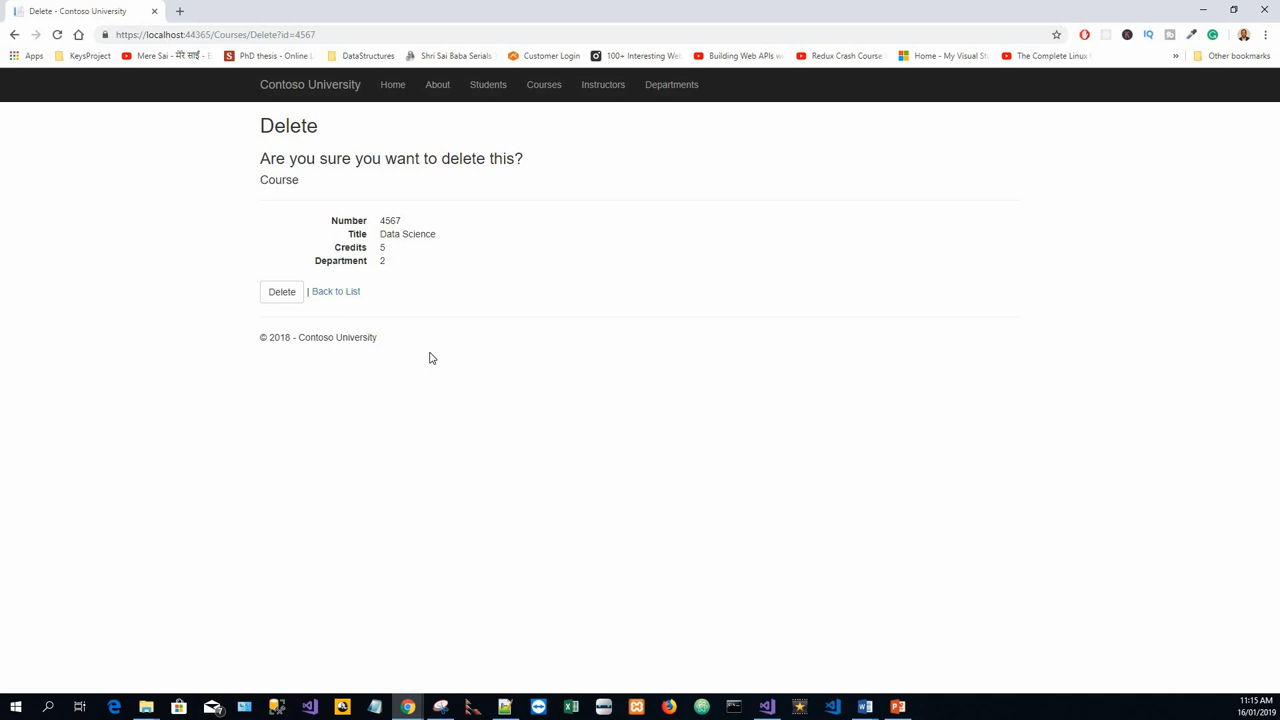 Delete - Contoso University
https://localhost:44365/Courses/Delete?id=4567
Apps KeysProject Mere Sai - मेरे साईं - PhD thesis - Online DataStructures Shri Sai Baba Serials Customer Login 100+ Interesting Building Web APIs Redux Crash Course Home - My Visual The Complete Linux » Other bookmarks
Contoso University Home About Students Courses Instructors Departments
Delete
Are you sure you want to delete this?
Course
Number 4567
Title Data Science
Credits 5
Department 2
Delete | Back to List
© 2018 - Contoso University
11:15 AM
16/01/2019